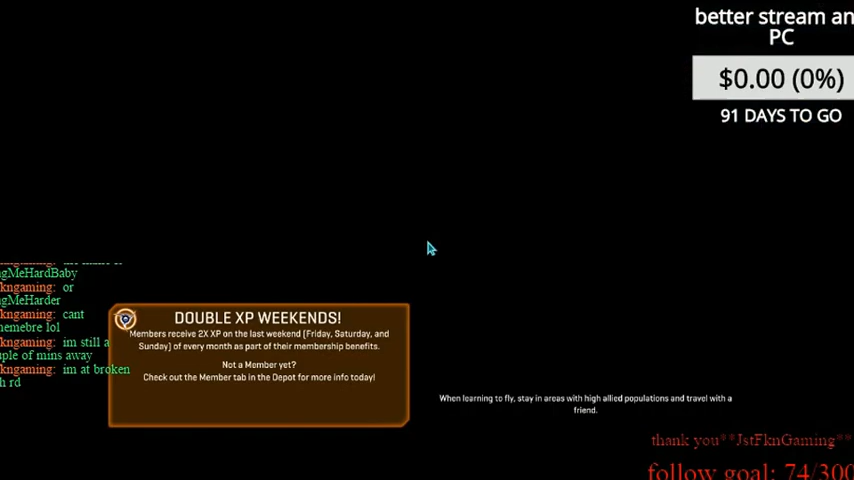 better stream an
PC
$0.00 (0%)
91 DAYS TO GO
ngMeHardBaby
kngaming: or
ngMeHarder
kngaming: cant
memebre lol
kngaming: im still a
uple of mins away
kngaming: im at broken
h rd
DOUBLE XP WEEKENDS!
Members receive 2X XP on the last weekend (Friday, Saturday, and
Sunday) of every month as part of their membership benefits.
Not a Member yet?
Check out the Member tab in the Depot for more info today!
When learning to fly, stay in areas with high allied populations and travel with a
friend.
thank you**JstFknGaming**
follow goal: 74/300